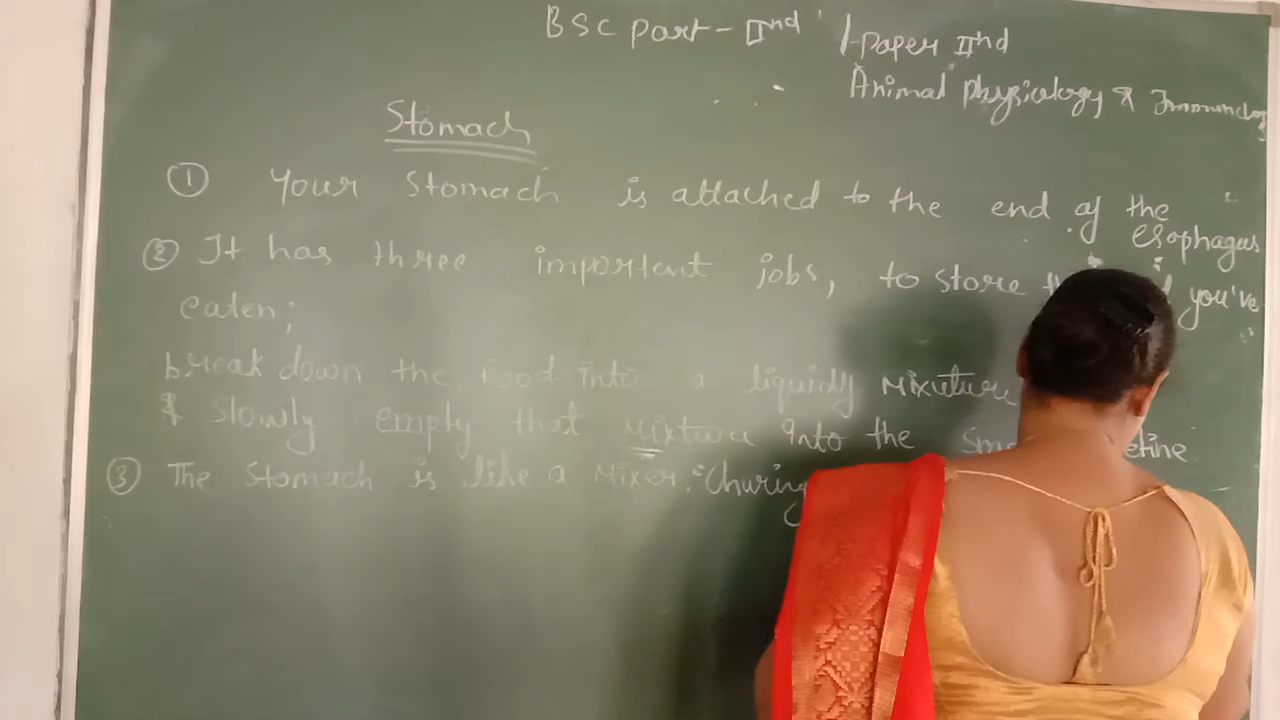 BSC part - IInd / paper IInd
Animal physiology & Immunolog
Stomach
① Your Stomach is attached to the end of the
esophagus
② It has three important jobs, to store you've
eaten;
break down the food into a liquidy mixuture
& slowly empty that mixture into the
③ The stomach is like a mixer, "Churing